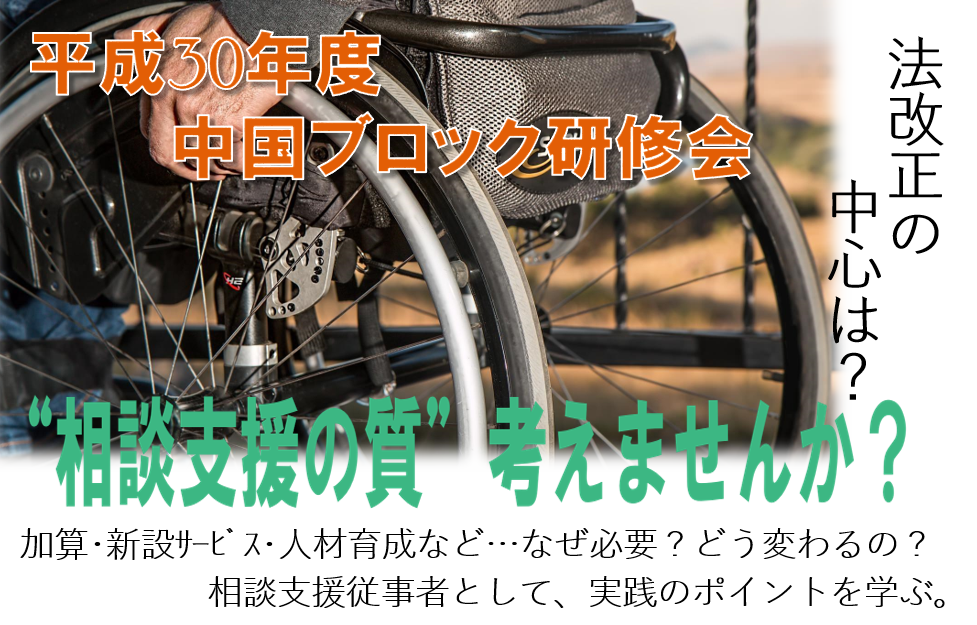 平成30年度
中国ブロック研修会
法改正の
中心は？
“相談支援の質” 考えませんか？
加算・新設ｻｰﾋﾞｽ・人材育成など…なぜ必要？どう変わるの？
相談支援従事者として、実践のポイントを学ぶ。